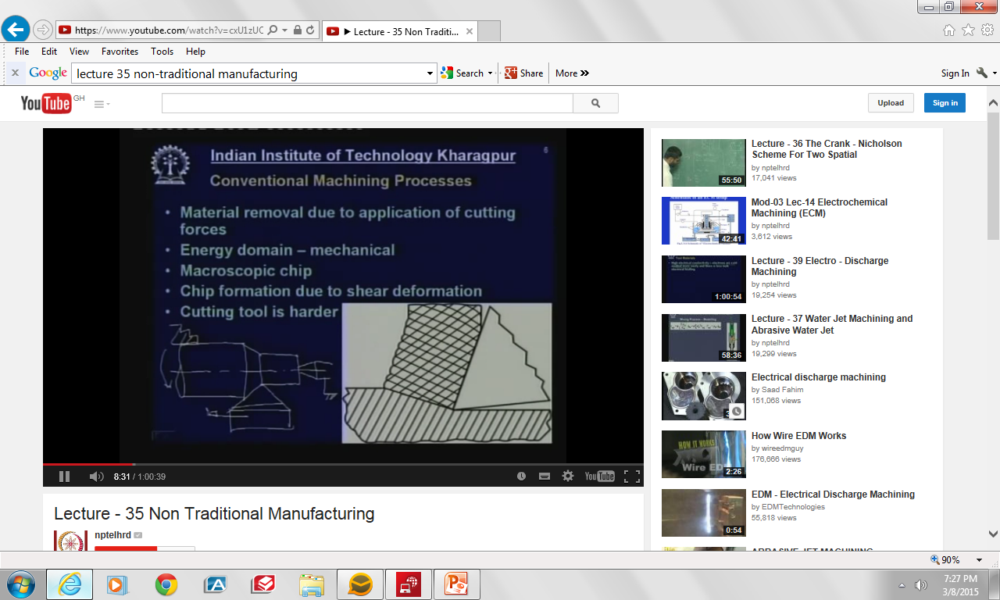 https://www.youtube.com/watch?v=cxU1zUC
Lecture - 35 Non Traditi...
File Edit View Favorites Tools Help
Google
lecture 35 non-traditional manufacturing
Search
Share
More
Sign In
YouTube GH
Upload
Sign in
6
Indian Institute of Technology Kharagpur
Conventional Machining Processes
• Material removal due to application of cutting
forces
• Energy domain – mechanical
• Macroscopic chip
• Chip formation due to shear deformation
• Cutting tool is harder
8:31 / 1:00:39
YouTube
Lecture - 35 Non Traditional Manufacturing
nptelhrd
55:50
Lecture - 36 The Crank - Nicholson
Scheme For Two Spatial
by nptelhrd
17,041 views
42:41
Mod-03 Lec-14 Electrochemical
Machining (ECM)
by nptelhrd
3,612 views
1:00:54
Lecture - 39 Electro - Discharge
Machining
by nptelhrd
19,254 views
58:36
Lecture - 37 Water Jet Machining and
Abrasive Water Jet
by nptelhrd
19,299 views
Electrical discharge machining
by Saad Fahim
151,068 views
HOW IT WORKS
Wire ED
2:26
How Wire EDM Works
by wireedmguy
176,666 views
0:54
EDM - Electrical Discharge Machining
by EDMTechnologies
55,818 views
ABRASIVE JET MACHINING
90%
7:27 PM
3/8/2015